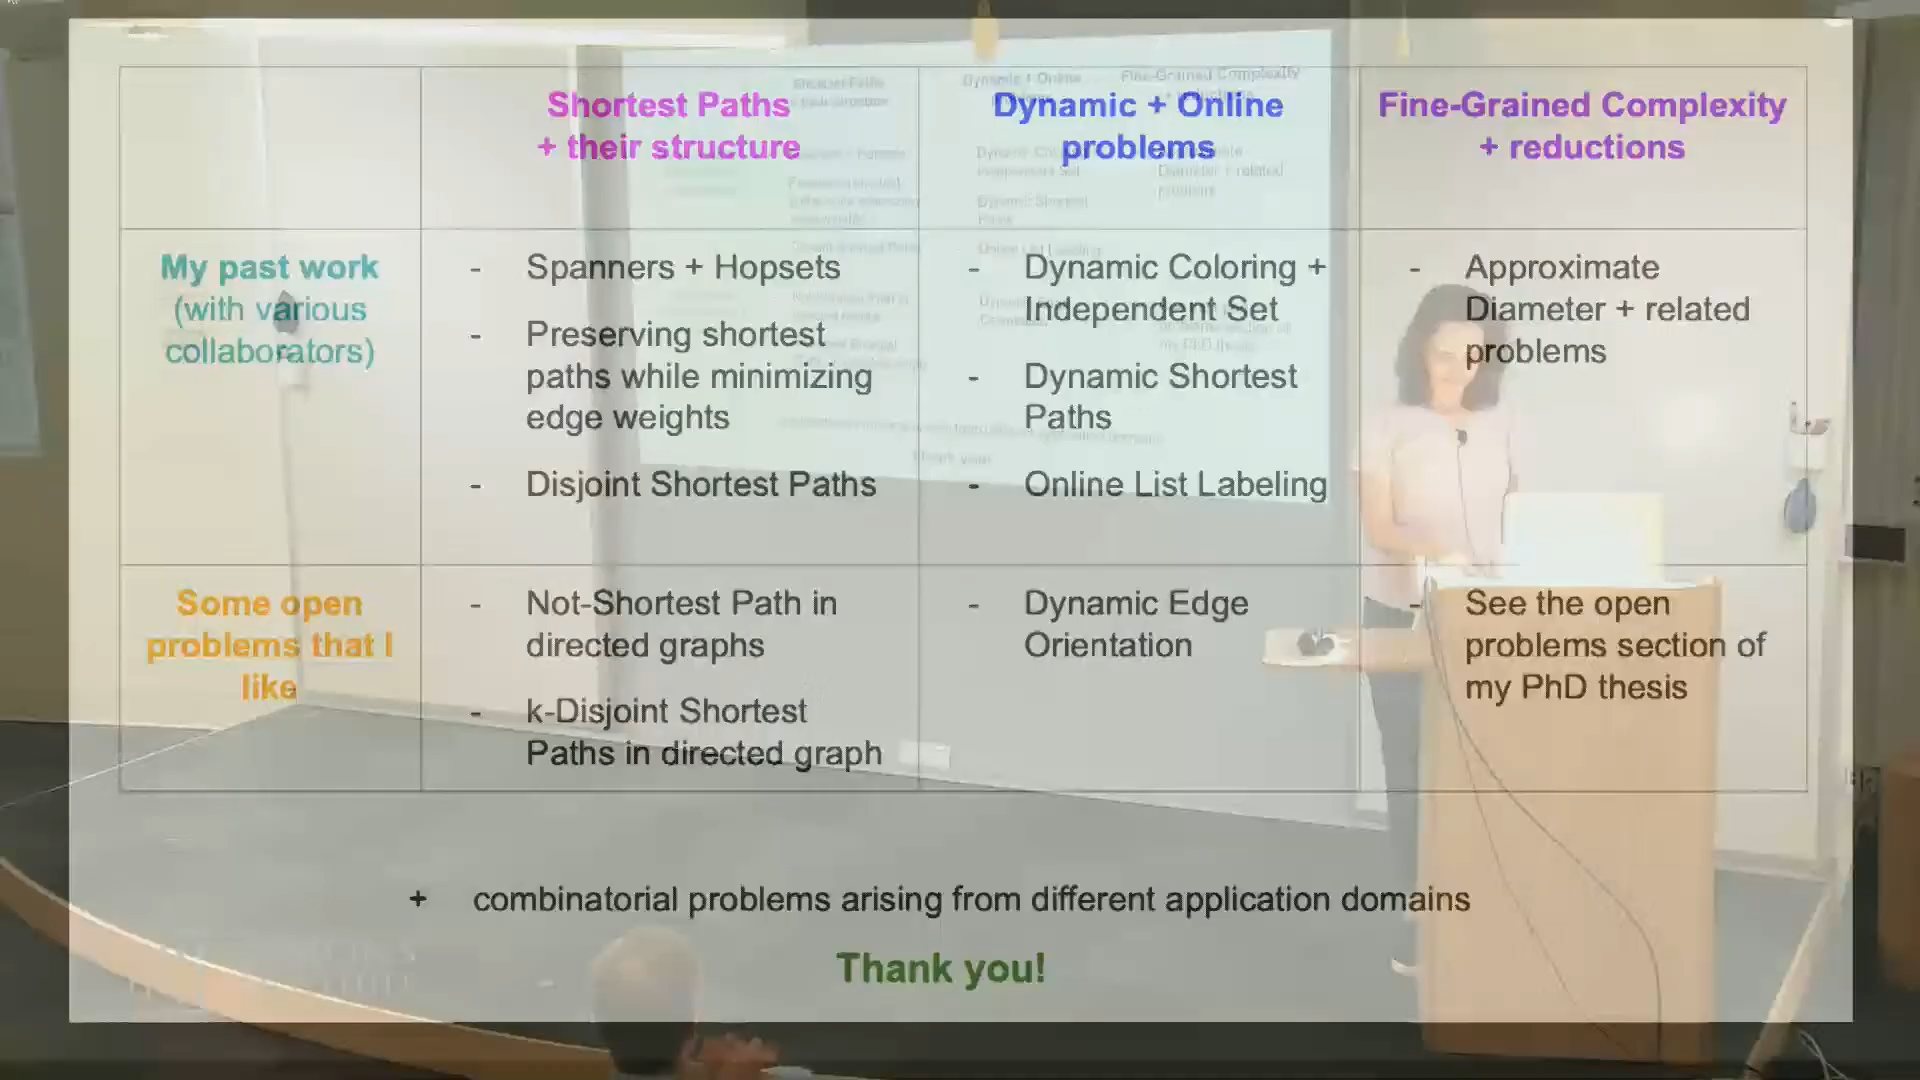 Shortest Paths
+ their structure
Dynamic + Online
problems
Fine-Grained Complexity
+ reductions
My past work
(with various
collaborators)
- Spanners + Hopsets
- Preserving shortest
paths while minimizing
edge weights
- Disjoint Shortest Paths
- Dynamic Coloring +
Independent Set
- Dynamic Shortest
Paths
- Online List Labeling
- Approximate
Diameter + related
problems
Some open
problems that I
like
- Not-Shortest Path in
directed graphs
- k-Disjoint Shortest
Paths in directed graph
- Dynamic Edge
Orientation
- See the open
problems section of
my PhD thesis
+ combinatorial problems arising from different application domains
Thank you!